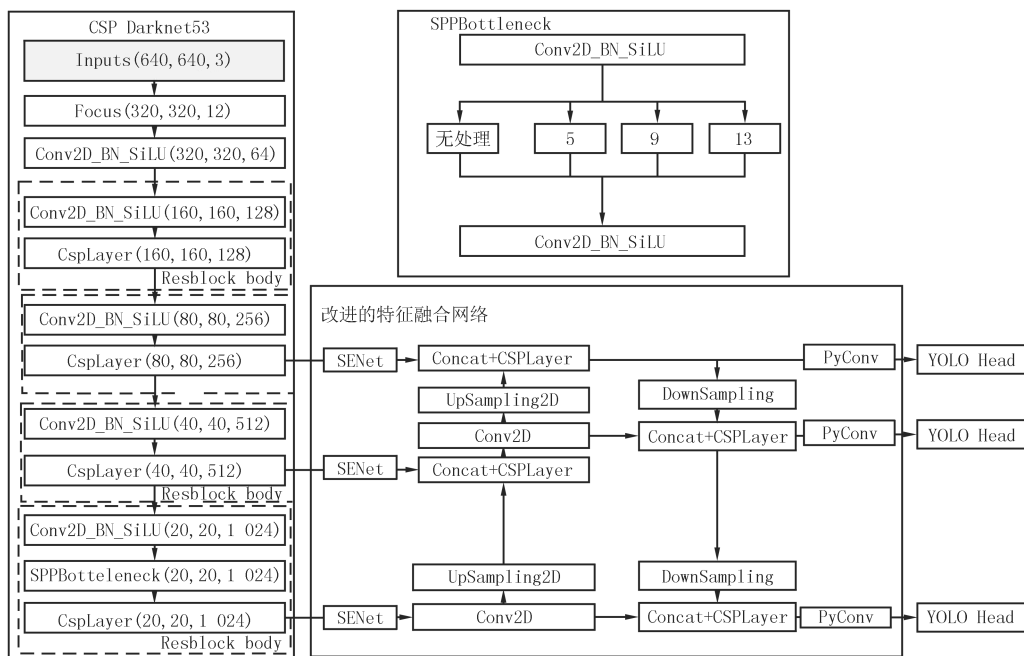 CSP Darknet53
Inputs(640,640,3)
Focus(320,320,12)
Conv2D_BN_SiLU(320,320,64)
Conv2D_BN_SiLU(160,160,128)
CspLayer(160,160,128)
Resblock body
Conv2D_BN_SiLU(80,80,256)
CspLayer(80,80,256)
Conv2D_BN_SiLU(40,40,512)
CspLayer(40,40,512)
Resblock body
Conv2D_BN_SiLU(20,20,1 024)
SPPBotteleneck(20,20,1 024)
CspLayer(20,20,1 024)
Resblock body
SPPBottleneck
Conv2D_BN_SiLU
无处理 5 9 13
Conv2D_BN_SiLU
改进的特征融合网络
SENet Concat+CSPLayer PyConv YOLO Head
UpSampling2D DownSampling
Conv2D Concat+CSPLayer PyConv YOLO Head
SENet Concat+CSPLayer
UpSampling2D DownSampling
SENet Conv2D Concat+CSPLayer PyConv YOLO Head